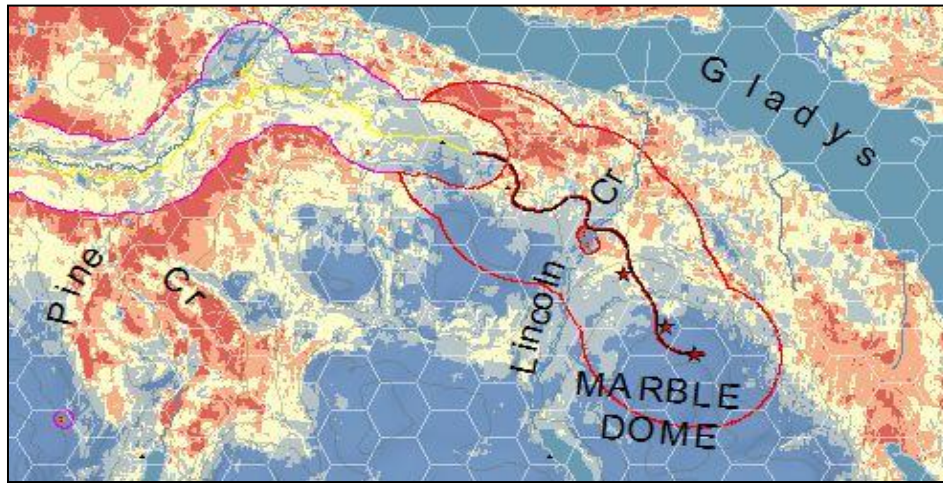 Gladys
Pine
Cr
Lincoln
Cr
MARBLE
DOME